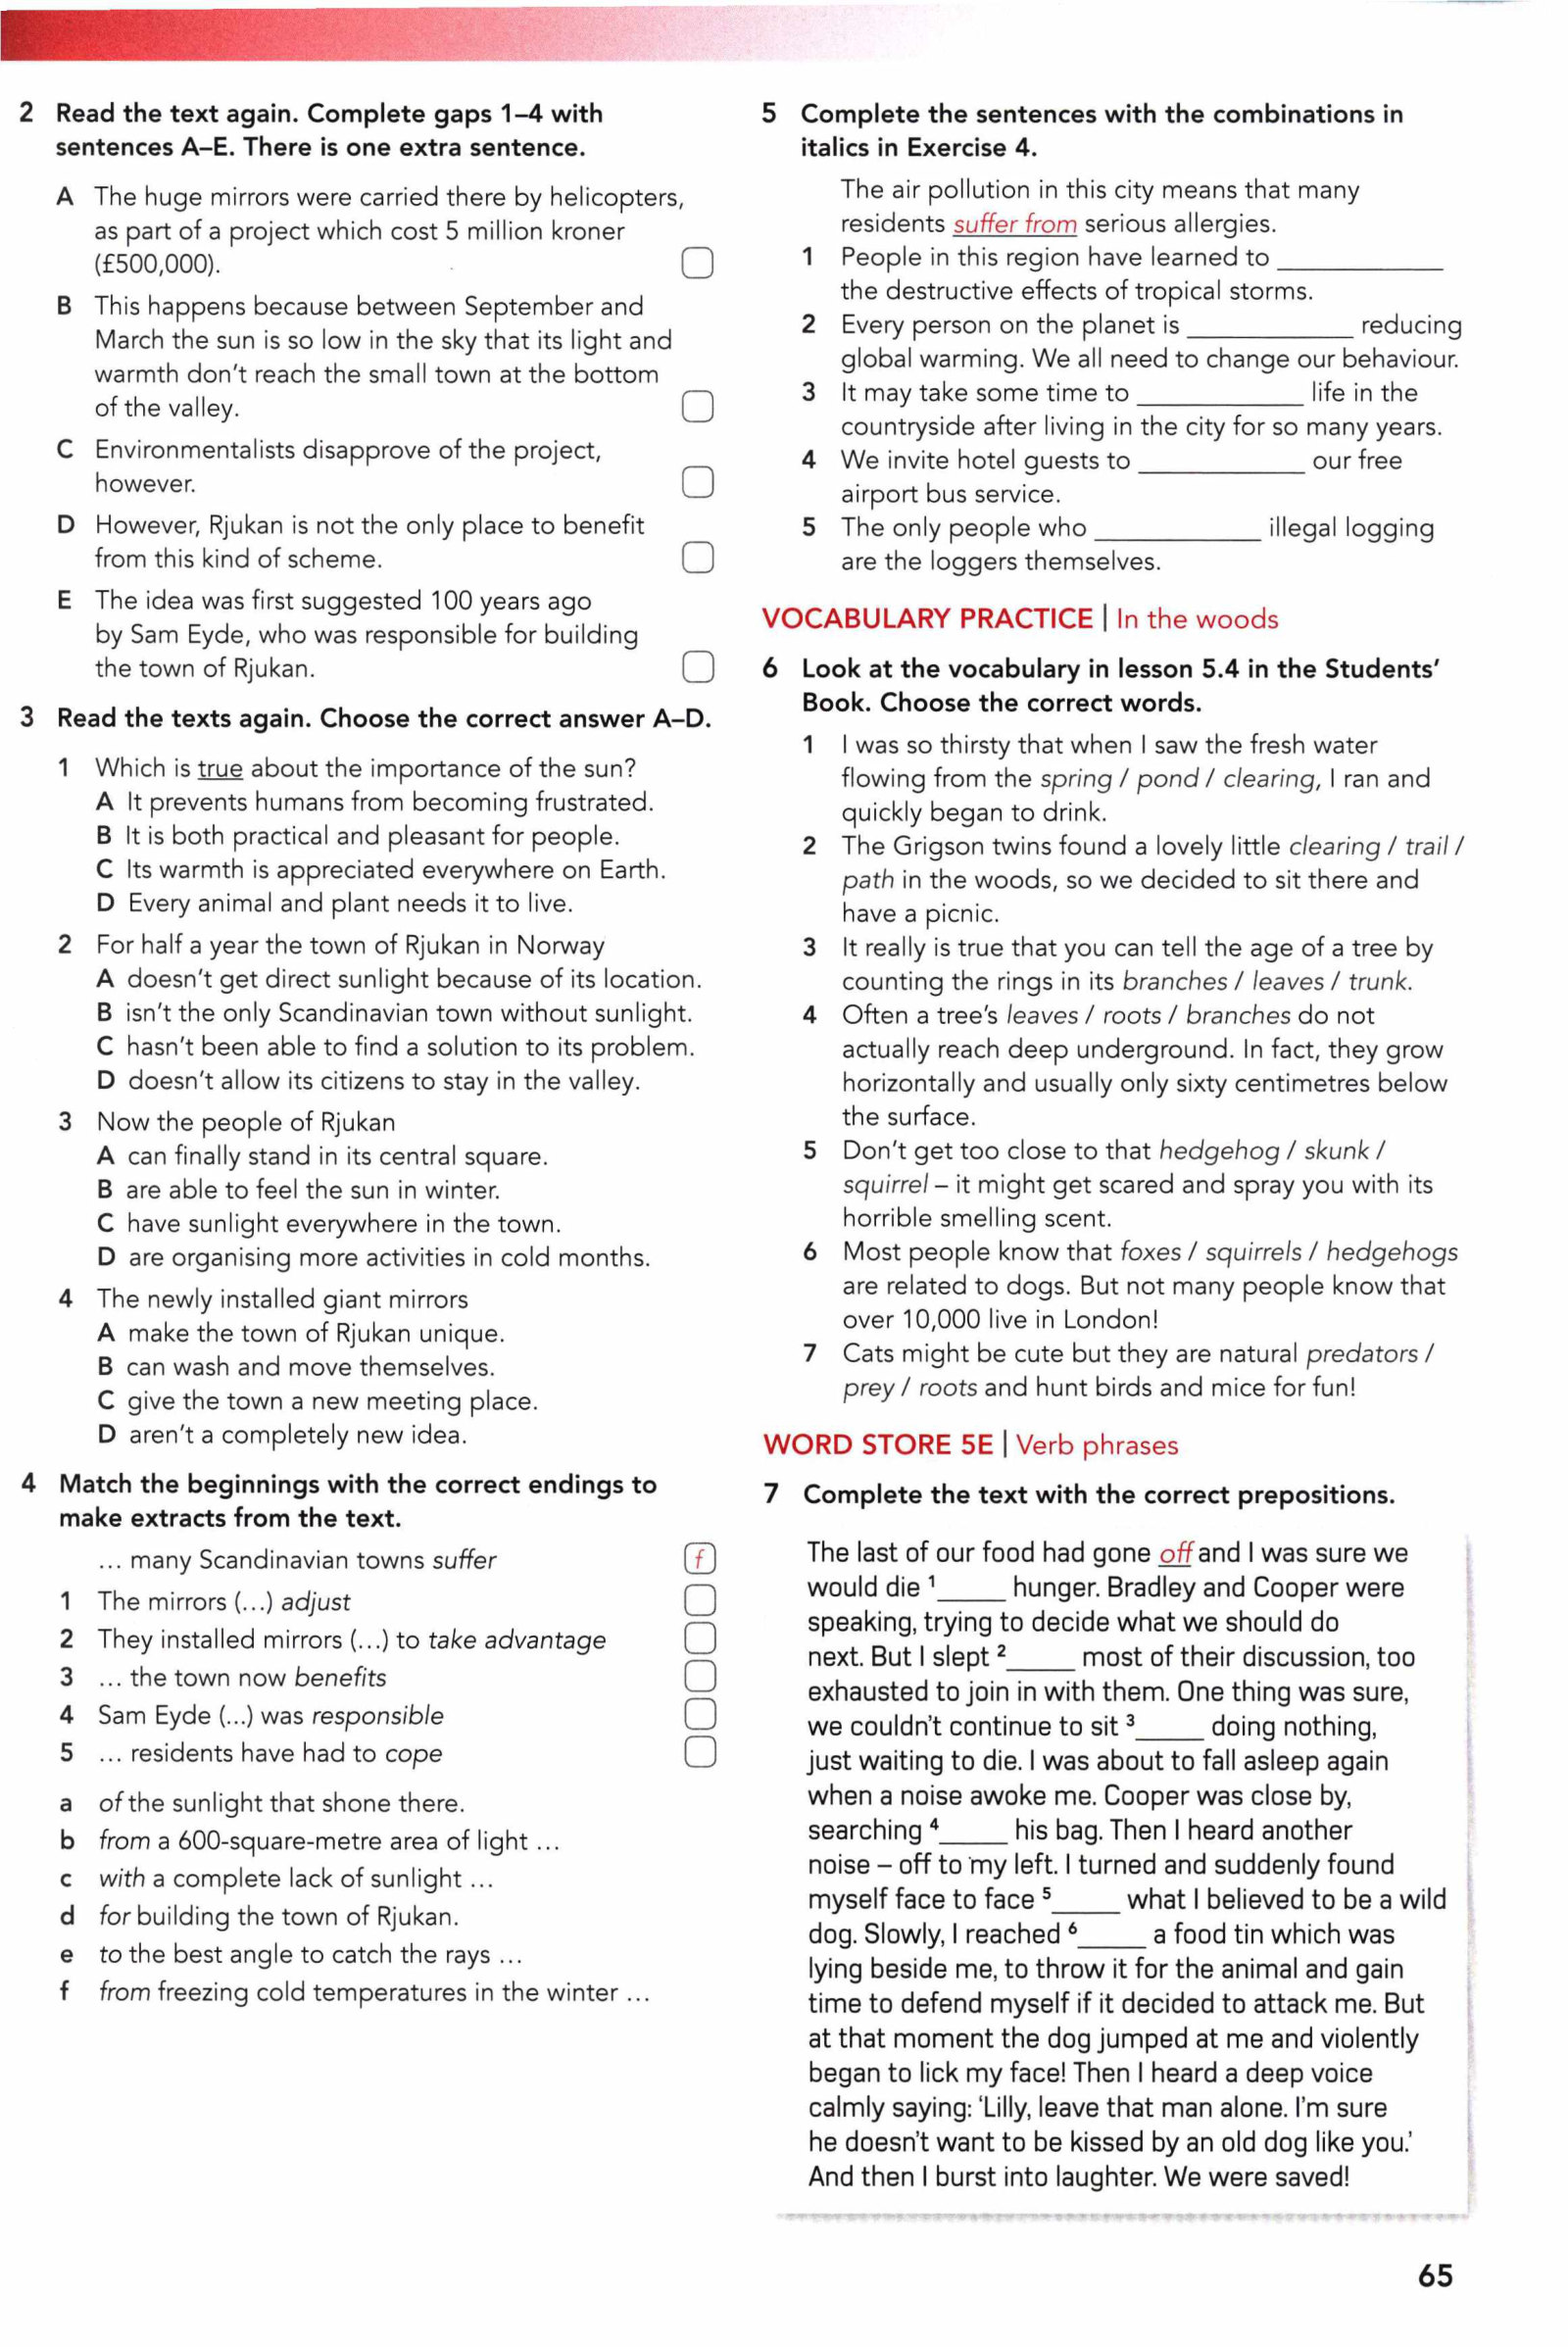 2 Read the text again. Complete gaps 1–4 with
sentences A–E. There is one extra sentence.
A The huge mirrors were carried there by helicopters,
as part of a project which cost 5 million kroner
(£500,000).
B This happens because between September and
March the sun is so low in the sky that its light and
warmth don't reach the small town at the bottom
of the valley.
C Environmentalists disapprove of the project,
however.
D However, Rjukan is not the only place to benefit
from this kind of scheme.
E The idea was first suggested 100 years ago
by Sam Eyde, who was responsible for building
the town of Rjukan.
3 Read the texts again. Choose the correct answer A–D.
1 Which is true about the importance of the sun?
A It prevents humans from becoming frustrated.
B It is both practical and pleasant for people.
C Its warmth is appreciated everywhere on Earth.
D Every animal and plant needs it to live.
2 For half a year the town of Rjukan in Norway
A doesn't get direct sunlight because of its location.
B isn't the only Scandinavian town without sunlight.
C hasn't been able to find a solution to its problem.
D doesn't allow its citizens to stay in the valley.
3 Now the people of Rjukan
A can finally stand in its central square.
B are able to feel the sun in winter.
C have sunlight everywhere in the town.
D are organising more activities in cold months.
4 The newly installed giant mirrors
A make the town of Rjukan unique.
B can wash and move themselves.
C give the town a new meeting place.
D aren't a completely new idea.
4 Match the beginnings with the correct endings to
make extracts from the text.
... many Scandinavian towns suffer f
1 The mirrors (...) adjust
2 They installed mirrors (...) to take advantage
3 ... the town now benefits
4 Sam Eyde (...) was responsible
5 ... residents have had to cope
a of the sunlight that shone there.
b from a 600-square-metre area of light ...
c with a complete lack of sunlight ...
d for building the town of Rjukan.
e to the best angle to catch the rays ...
f from freezing cold temperatures in the winter ...
5 Complete the sentences with the combinations in
italics in Exercise 4.
The air pollution in this city means that many
residents suffer from serious allergies.
1 People in this region have learned to ____________
the destructive effects of tropical storms.
2 Every person on the planet is ____________ reducing
global warming. We all need to change our behaviour.
3 It may take some time to ____________ life in the
countryside after living in the city for so many years.
4 We invite hotel guests to ____________ our free
airport bus service.
5 The only people who ____________ illegal logging
are the loggers themselves.
VOCABULARY PRACTICE | In the woods
6 Look at the vocabulary in lesson 5.4 in the Students'
Book. Choose the correct words.
1 I was so thirsty that when I saw the fresh water
flowing from the spring / pond / clearing, I ran and
quickly began to drink.
2 The Grigson twins found a lovely little clearing / trail /
path in the woods, so we decided to sit there and
have a picnic.
3 It really is true that you can tell the age of a tree by
counting the rings in its branches / leaves / trunk.
4 Often a tree's leaves / roots / branches do not
actually reach deep underground. In fact, they grow
horizontally and usually only sixty centimetres below
the surface.
5 Don't get too close to that hedgehog / skunk /
squirrel – it might get scared and spray you with its
horrible smelling scent.
6 Most people know that foxes / squirrels / hedgehogs
are related to dogs. But not many people know that
over 10,000 live in London!
7 Cats might be cute but they are natural predators /
prey / roots and hunt birds and mice for fun!
WORD STORE 5E | Verb phrases
7 Complete the text with the correct prepositions.
The last of our food had gone off and I was sure we
would die 1_____ hunger. Bradley and Cooper were
speaking, trying to decide what we should do
next. But I slept 2_____ most of their discussion, too
exhausted to join in with them. One thing was sure,
we couldn't continue to sit 3_____ doing nothing,
just waiting to die. I was about to fall asleep again
when a noise awoke me. Cooper was close by,
searching 4_____ his bag. Then I heard another
noise – off to my left. I turned and suddenly found
myself face to face 5_____ what I believed to be a wild
dog. Slowly, I reached 6_____ a food tin which was
lying beside me, to throw it for the animal and gain
time to defend myself if it decided to attack me. But
at that moment the dog jumped at me and violently
began to lick my face! Then I heard a deep voice
calmly saying: 'Lilly, leave that man alone. I'm sure
he doesn't want to be kissed by an old dog like you.'
And then I burst into laughter. We were saved!
65